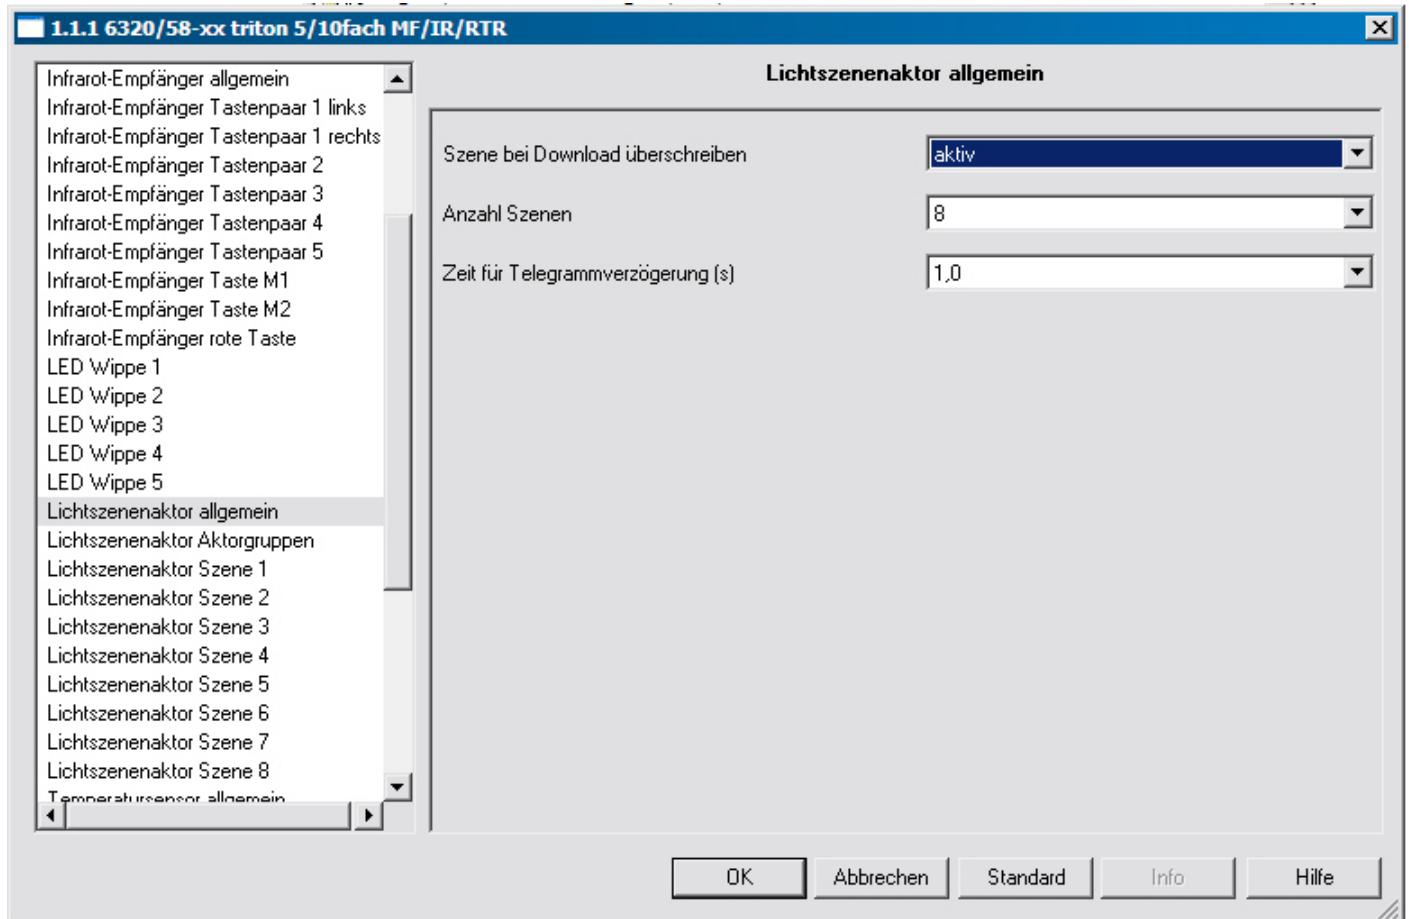 1.1.1 6320/58-xx triton 5/10fach MF/IR/RTR
Infrarot-Empfänger allgemein
Infrarot-Empfänger Tastenpaar 1 links
Infrarot-Empfänger Tastenpaar 1 rechts
Infrarot-Empfänger Tastenpaar 2
Infrarot-Empfänger Tastenpaar 3
Infrarot-Empfänger Tastenpaar 4
Infrarot-Empfänger Tastenpaar 5
Infrarot-Empfänger Taste M1
Infrarot-Empfänger Taste M2
Infrarot-Empfänger rote Taste
LED Wippe 1
LED Wippe 2
LED Wippe 3
LED Wippe 4
LED Wippe 5
Lichtszenenaktor allgemein
Lichtszenenaktor Aktorgruppen
Lichtszenenaktor Szene 1
Lichtszenenaktor Szene 2
Lichtszenenaktor Szene 3
Lichtszenenaktor Szene 4
Lichtszenenaktor Szene 5
Lichtszenenaktor Szene 6
Lichtszenenaktor Szene 7
Lichtszenenaktor Szene 8
Temperatursensor allgemein
Lichtszenenaktor allgemein
Szene bei Download überschreiben aktiv
Anzahl Szenen 8
Zeit für Telegrammverzögerung (s) 1,0
OK Abbrechen Standard Info Hilfe